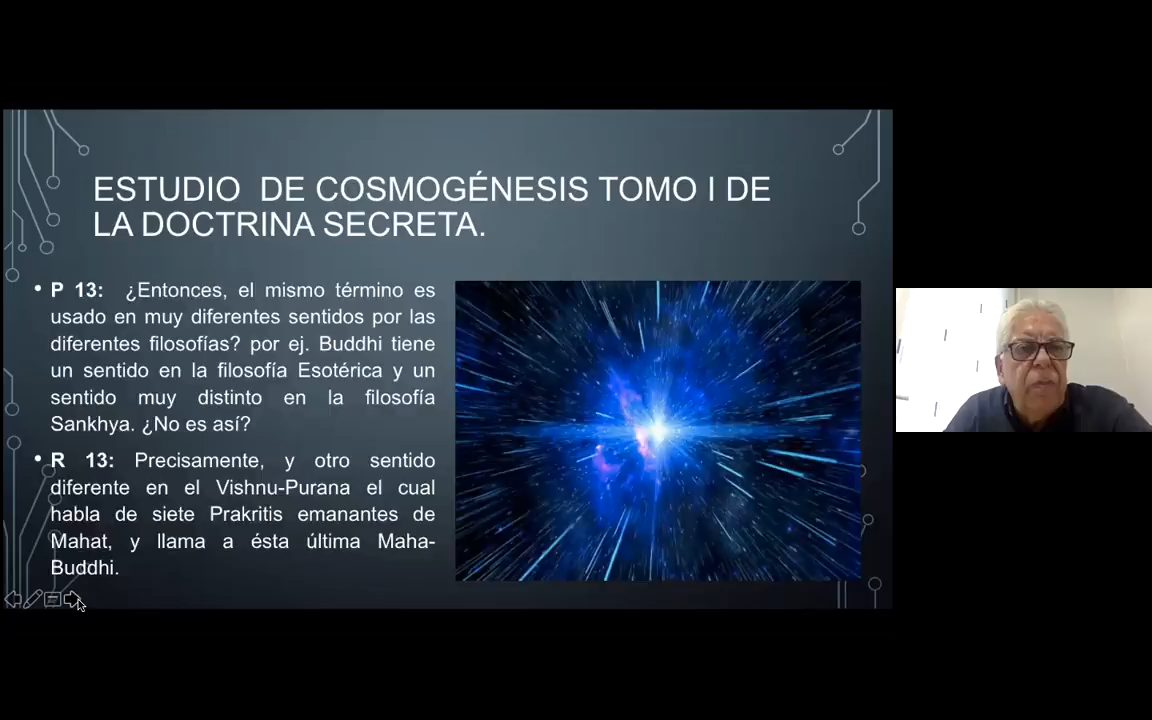 ESTUDIO DE COSMOGÉNESIS TOMO I DE
LA DOCTRINA SECRETA.
• P 13: ¿Entonces, el mismo término es
usado en muy diferentes sentidos por las
diferentes filosofías? por ej. Buddhi tiene
un sentido en la filosofía Esotérica y un
sentido muy distinto en la filosofía
Sankhya. ¿No es así?
• R 13: Precisamente, y otro sentido
diferente en el Vishnu-Purana el cual
habla de siete Prakritis emanantes de
Mahat, y llama a ésta última Maha-
Buddhi.